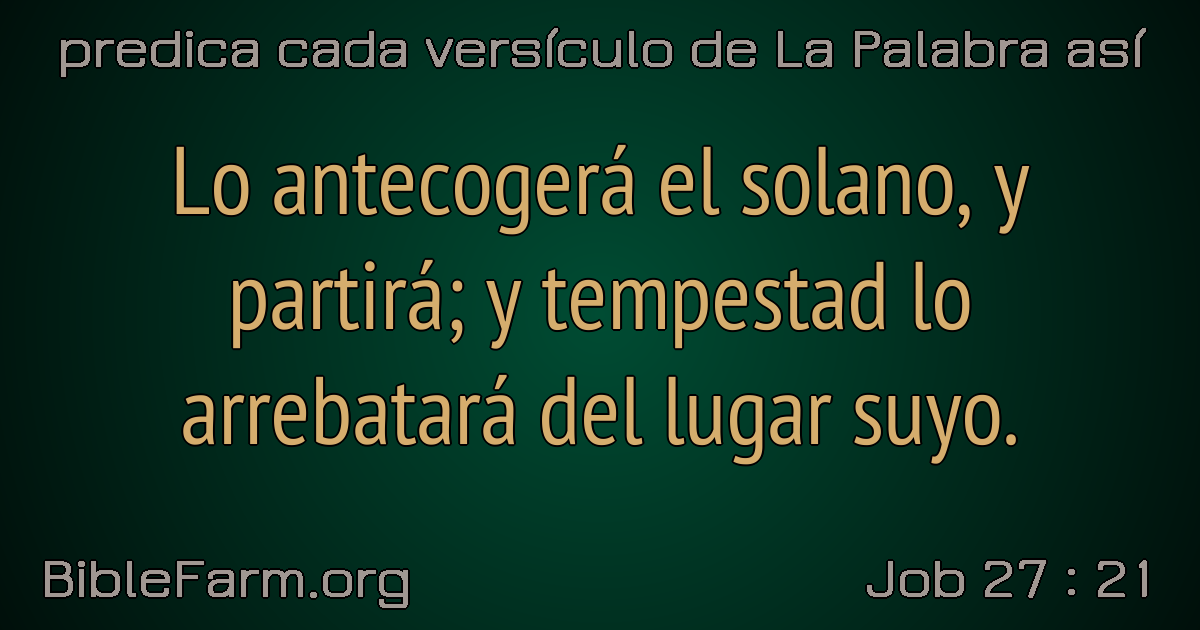 predica cada versículo de La Palabra así
Lo antecogerá el solano, y
partirá; y tempestad lo
arrebatará del lugar suyo.
BibleFarm.org
Job 27 : 21